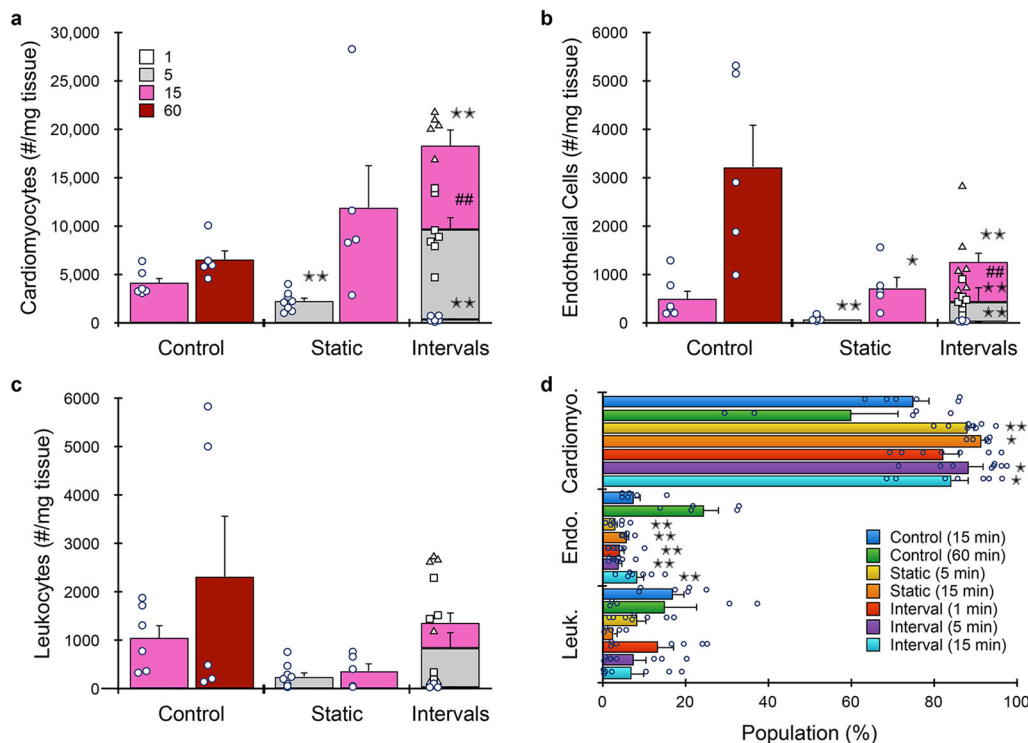 a
Cardiomyocytes (#/mg tissue)
30,000
25,000
20,000
15,000
10,000
5,000
0
1
5
15
60
★★
★★
##
★★
Control Static Intervals
b
Endothelial Cells (#/mg tissue)
6000
5000
4000
3000
2000
1000
0
★★
★
★★
##
★★
★★
Control Static Intervals
c
Leukocytes (#/mg tissue)
6000
5000
4000
3000
2000
1000
0
Control Static Intervals
d
Cardiomyo.
Endo.
Leuk.
★★
★
★
★
★★
★★
★★
★★
★★
Control (15 min)
Control (60 min)
Static (5 min)
Static (15 min)
Interval (1 min)
Interval (5 min)
Interval (15 min)
0 20 40 60 80 100
Population (%)